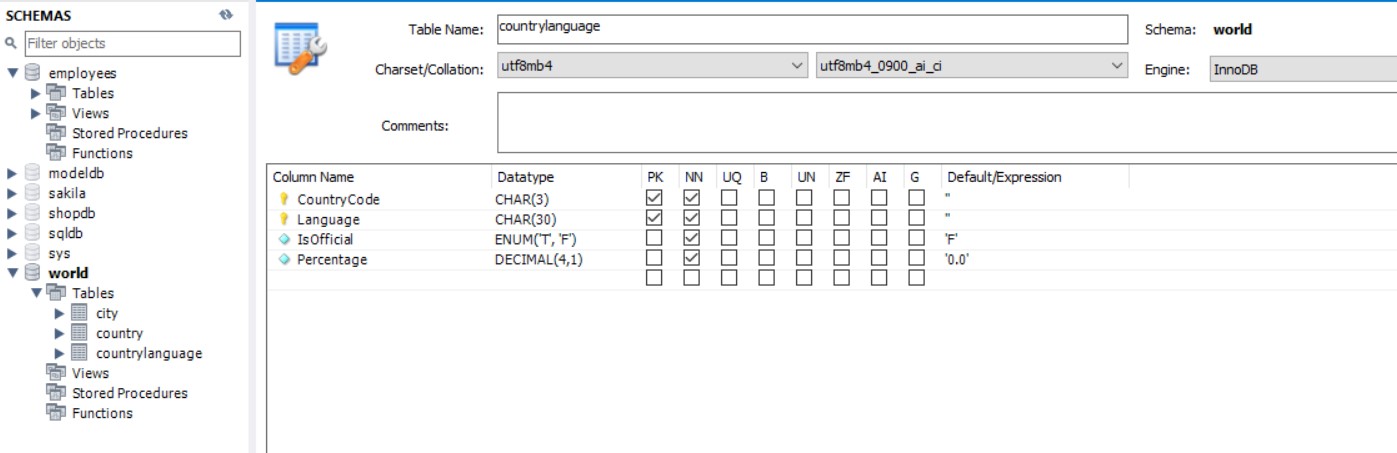 SCHEMAS
Filter objects
employees
Tables
Views
Stored Procedures
Functions
modeldb
sakila
shopdb
sqldb
sys
world
Tables
city
country
countrylanguage
Views
Stored Procedures
Functions
Table Name: countrylanguage Schema: world
Charset/Collation: utf8mb4 utf8mb4_0900_ai_ci Engine: InnoDB
Comments:
Column Name Datatype PK NN UQ B UN ZF AI G Default/Expression
CountryCode CHAR(3) ''
Language CHAR(30) ''
IsOfficial ENUM('T', 'F') 'F'
Percentage DECIMAL(4,1) '0.0'